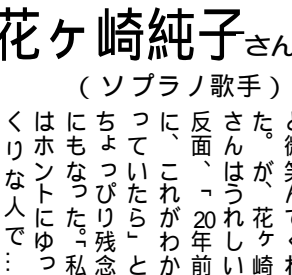 花ヶ崎純子さん
(ソプラノ歌手)
と微笑んでくれ
た。が、花ヶ崎
さんはうれしい
反面、「20年前
に、これがわか
っていたら」と
ちょっぴり残念
にもなった。「私
はホントにゆっ
くりな人で…